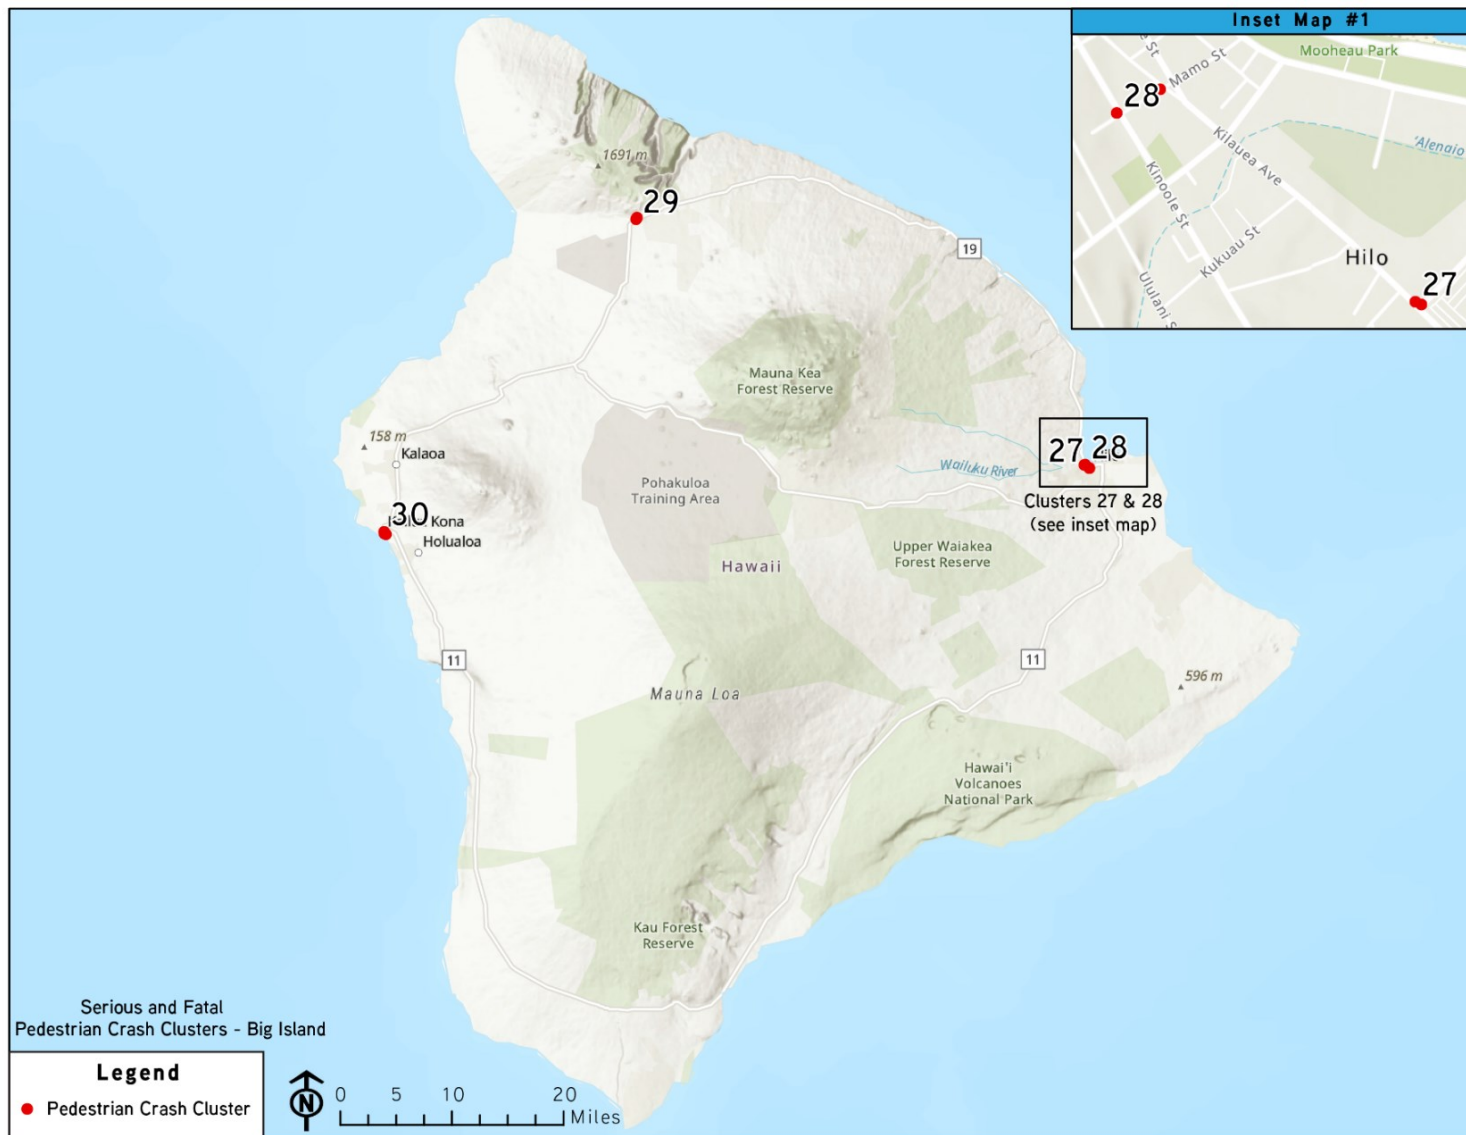 Inset Map #1
Mooheau Park
e St
Mamo St
28
Kilauea Ave
'Alenaio
Kinoole St
Kukuau St
Hilo
Ululani S
27
1691 m
29
19
Mauna Kea
Forest Reserve
158 m
Kalaoa
Wailuku River
27
28
Clusters 27 & 28
(see inset map)
Pohakuloa
Training Area
30
Kona
Holualoa
Hawaii
Upper Waiakea
Forest Reserve
11
11
596 m
Mauna Loa
Hawai'i
Volcanoes
National Park
Kau Forest
Reserve
Serious and Fatal
Pedestrian Crash Clusters - Big Island
Legend
Pedestrian Crash Cluster
N
0 5 10 20
Miles